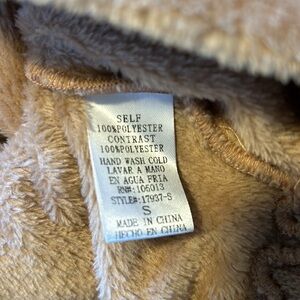 SELF
100%POLYESTER
CONTRAST
100%POLYESTER
HAND WASH COLD
LAVAR A MANO
EN AGUA FRIA
RN#: 106013
STYLE#:17937-S
S
MADE IN CHINA
HECHO EN CHINA